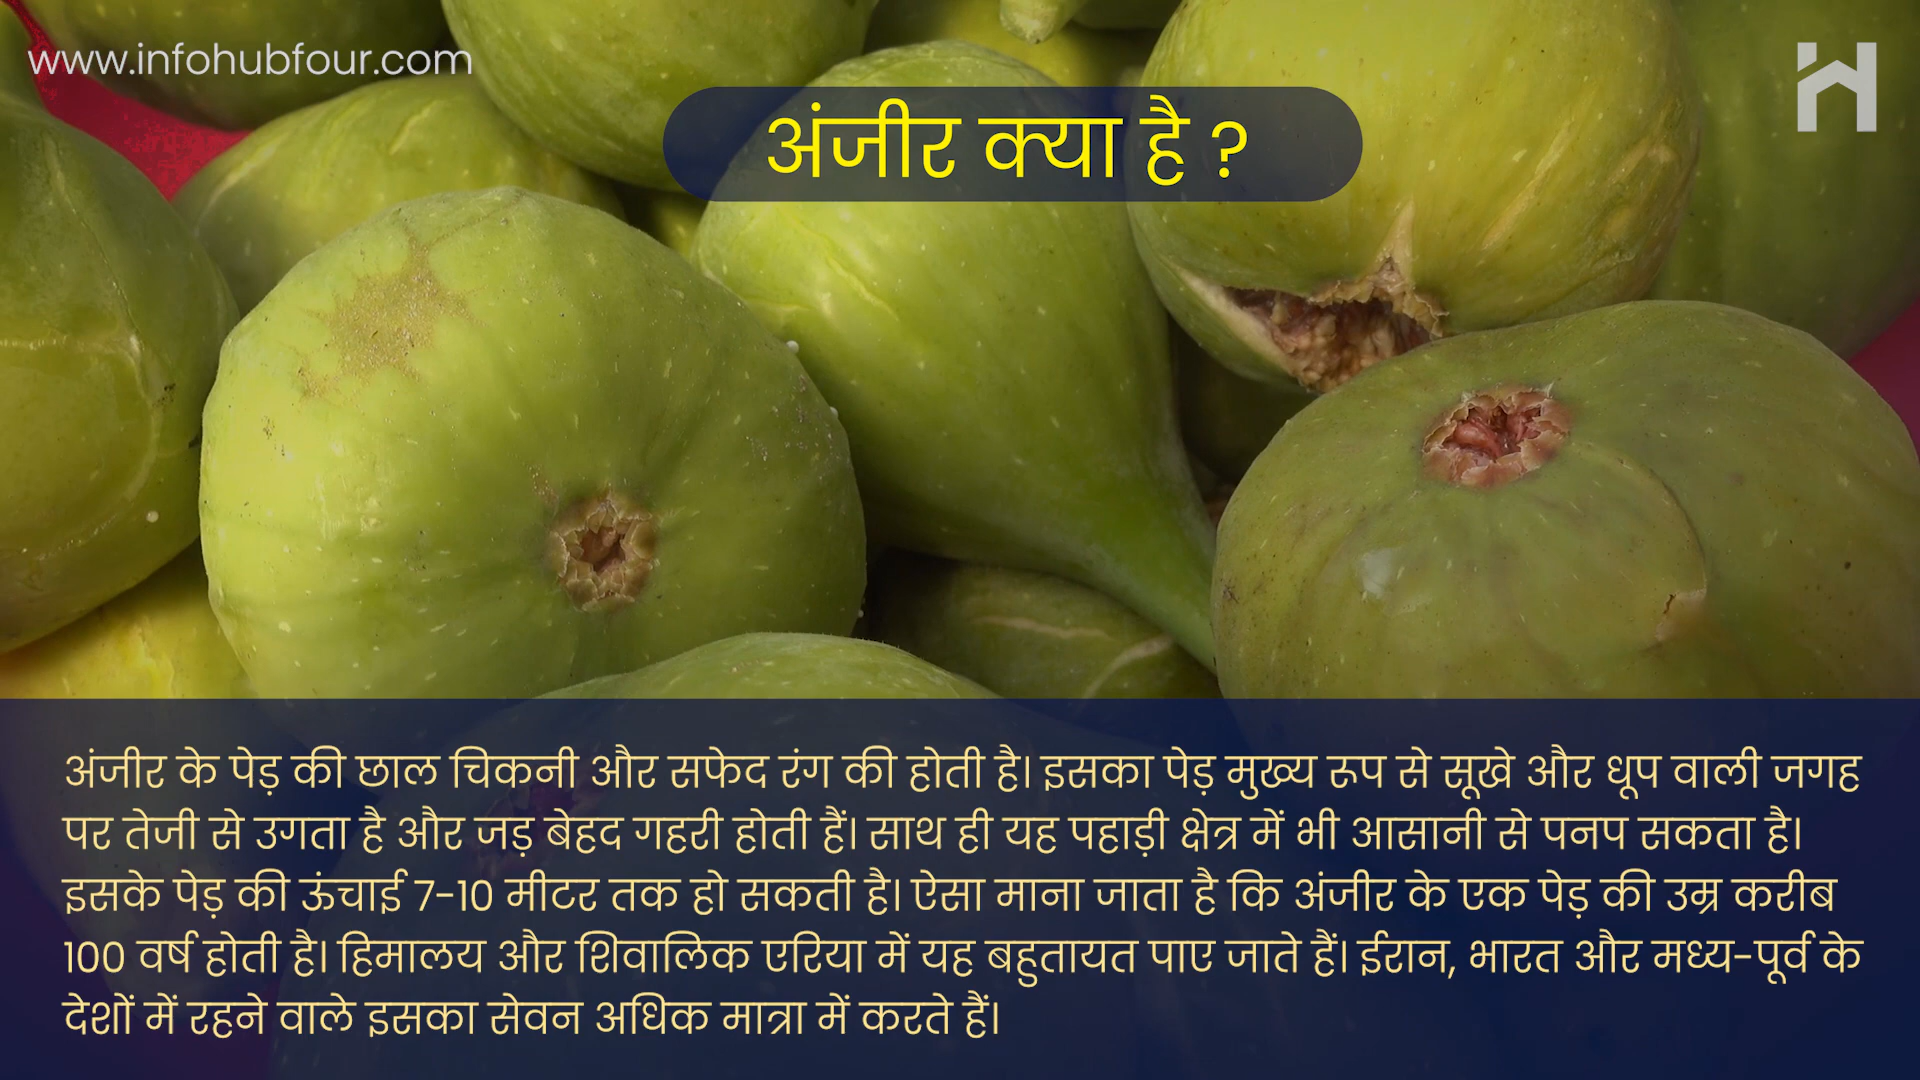 www.infohubfour.com
अंजीर क्या है ?
अंजीर के पेड़ की छाल चिकनी और सफेद रंग की होती है। इसका पेड़ मुख्य रूप से सूखे और धूप वाली जगह
पर तेजी से उगता है और जड़ बेहद गहरी होती हैं। साथ ही यह पहाड़ी क्षेत्र में भी आसानी से पनप सकता है।
इसके पेड़ की ऊंचाई 7-10 मीटर तक हो सकती है। ऐसा माना जाता है कि अंजीर के एक पेड़ की उम्र करीब
100 वर्ष होती है। हिमालय और शिवालिक एरिया में यह बहुतायत पाए जाते हैं। ईरान, भारत और मध्य-पूर्व के
देशों में रहने वाले इसका सेवन अधिक मात्रा में करते हैं।